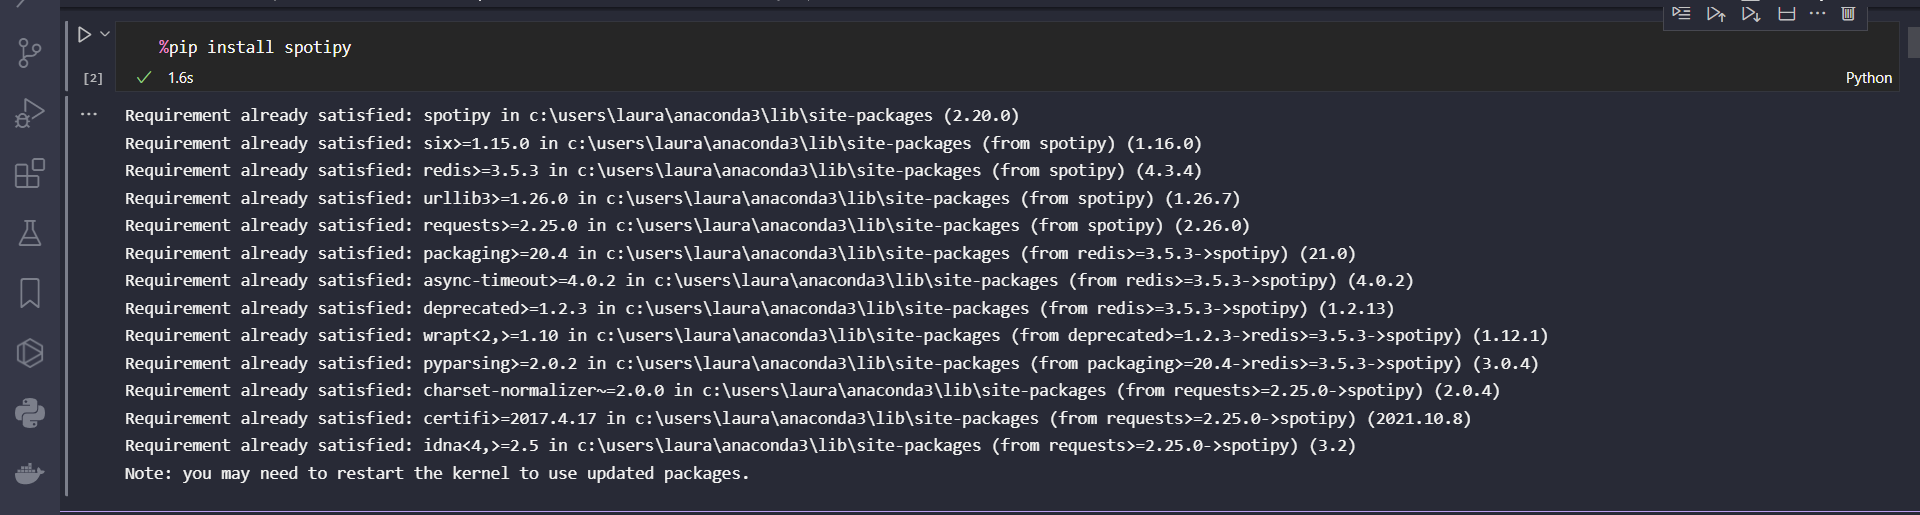 %pip install spotipy
[2]
1.6s
Python
...
Requirement already satisfied: spotipy in c:\users\laura\anaconda3\lib\site-packages (2.20.0)
Requirement already satisfied: six>=1.15.0 in c:\users\laura\anaconda3\lib\site-packages (from spotipy) (1.16.0)
Requirement already satisfied: redis>=3.5.3 in c:\users\laura\anaconda3\lib\site-packages (from spotipy) (4.3.4)
Requirement already satisfied: urllib3>=1.26.0 in c:\users\laura\anaconda3\lib\site-packages (from spotipy) (1.26.7)
Requirement already satisfied: requests>=2.25.0 in c:\users\laura\anaconda3\lib\site-packages (from spotipy) (2.26.0)
Requirement already satisfied: packaging>=20.4 in c:\users\laura\anaconda3\lib\site-packages (from redis>=3.5.3->spotipy) (21.0)
Requirement already satisfied: async-timeout>=4.0.2 in c:\users\laura\anaconda3\lib\site-packages (from redis>=3.5.3->spotipy) (4.0.2)
Requirement already satisfied: deprecated>=1.2.3 in c:\users\laura\anaconda3\lib\site-packages (from redis>=3.5.3->spotipy) (1.2.13)
Requirement already satisfied: wrapt<2,>=1.10 in c:\users\laura\anaconda3\lib\site-packages (from deprecated>=1.2.3->redis>=3.5.3->spotipy) (1.12.1)
Requirement already satisfied: pyparsing>=2.0.2 in c:\users\laura\anaconda3\lib\site-packages (from packaging>=20.4->redis>=3.5.3->spotipy) (3.0.4)
Requirement already satisfied: charset-normalizer~=2.0.0 in c:\users\laura\anaconda3\lib\site-packages (from requests>=2.25.0->spotipy) (2.0.4)
Requirement already satisfied: certifi>=2017.4.17 in c:\users\laura\anaconda3\lib\site-packages (from requests>=2.25.0->spotipy) (2021.10.8)
Requirement already satisfied: idna<4,>=2.5 in c:\users\laura\anaconda3\lib\site-packages (from requests>=2.25.0->spotipy) (3.2)
Note: you may need to restart the kernel to use updated packages.